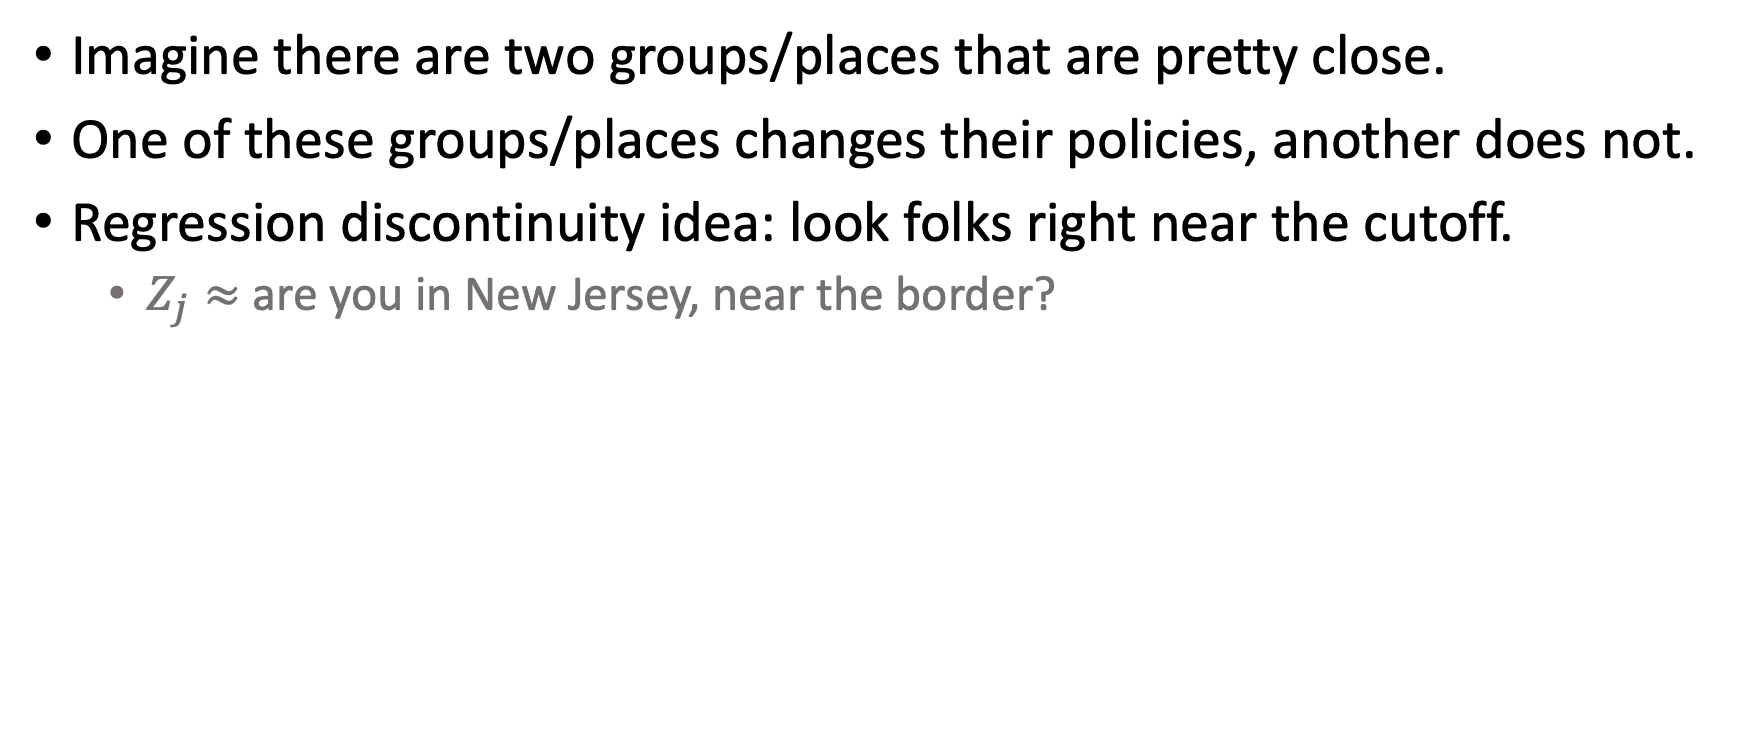 • Imagine there are two groups/places that are pretty close.
• One of these groups/places changes their policies, another does not.
• Regression discontinuity idea: look folks right near the cutoff.
• Zⱼ ≈ are you in New Jersey, near the border?